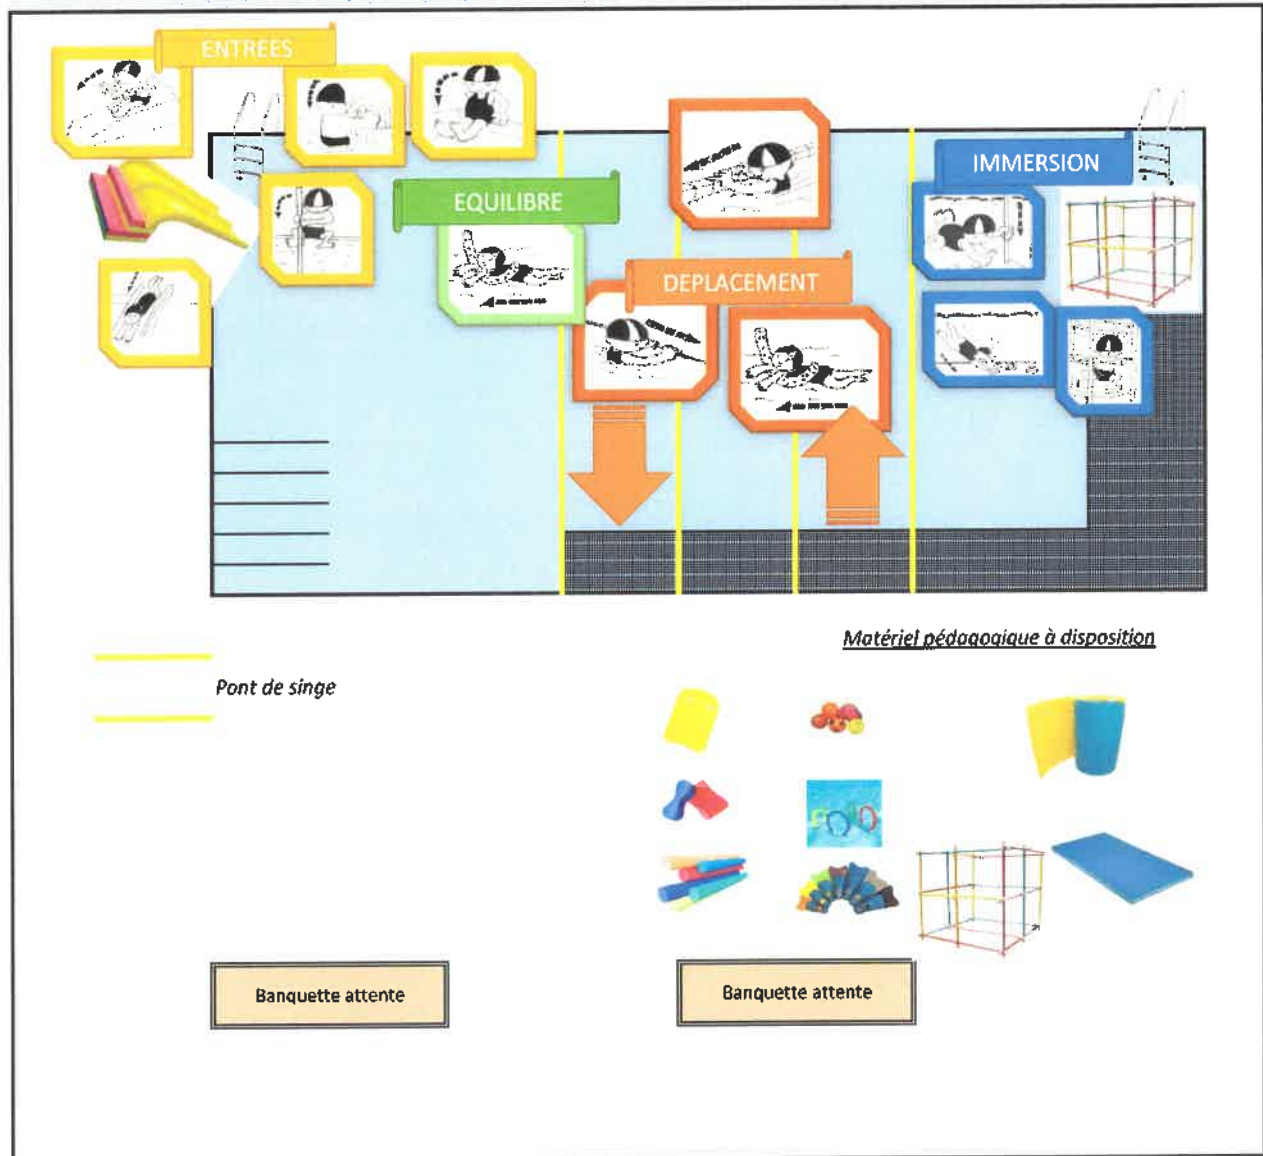 ENTREES
EQUILIBRE
DEPLACEMENT
IMMERSION
Matériel pédagogique à disposition
Pont de singe
Banquette attente
Banquette attente